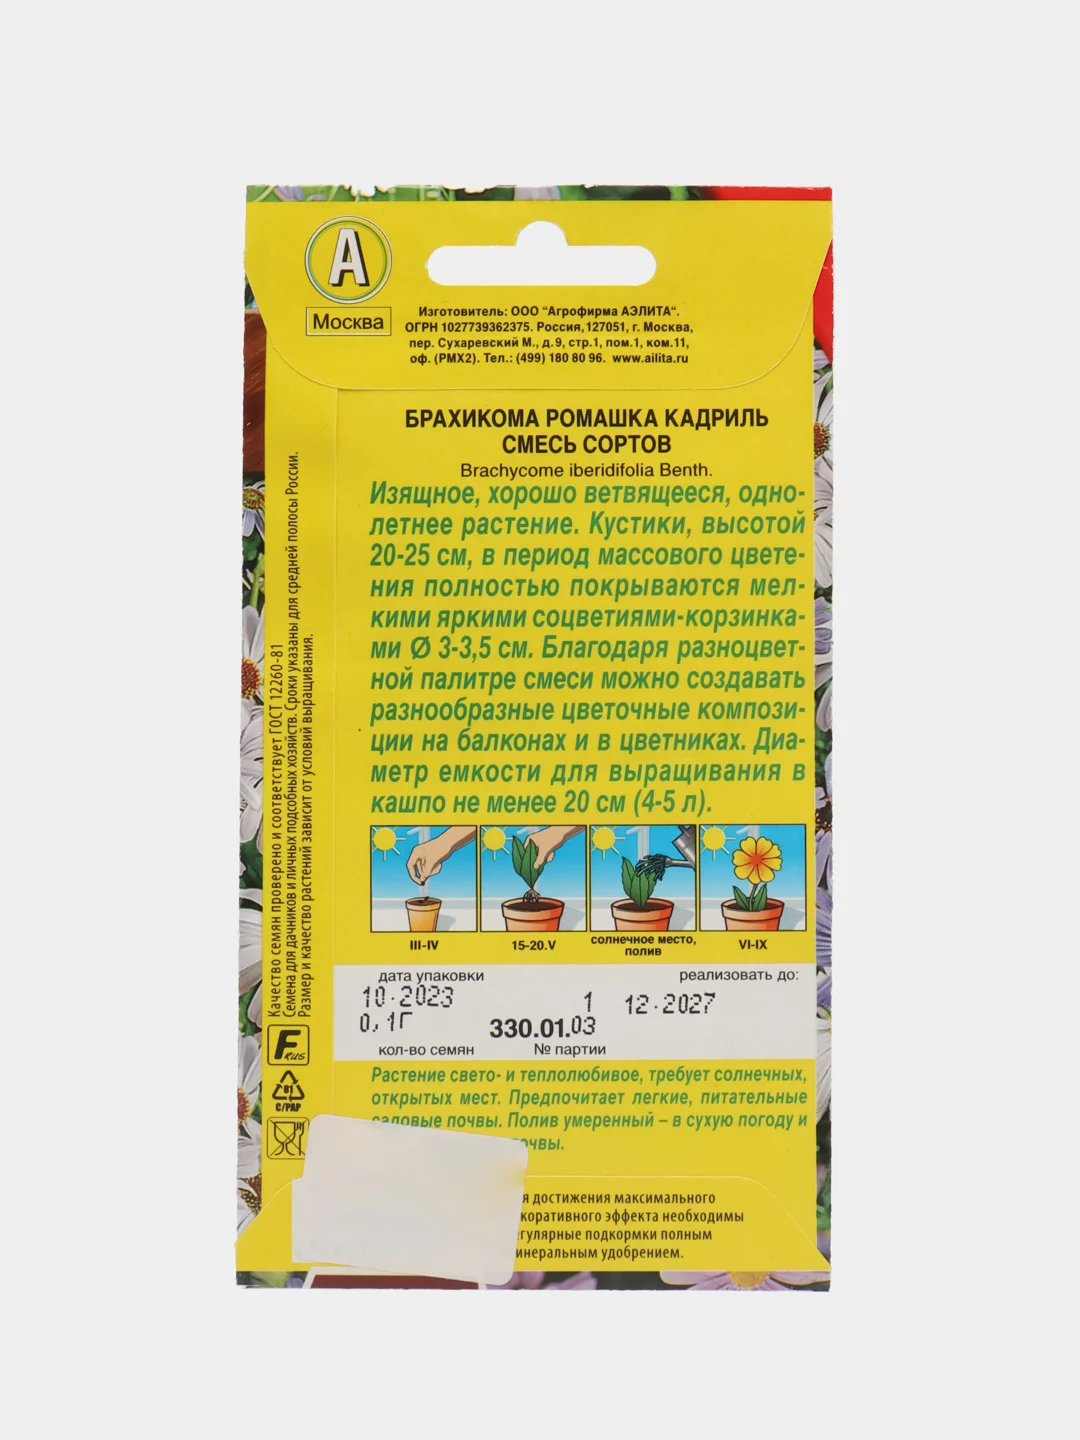 А
Москва
Изготовитель: ООО "Агрофирма АЭЛИТА".
ОГРН 1027739362375. Россия,127051, г. Москва,
пер. Сухаревский М., д.9, стр.1, пом.1, ком.11,
оф. (РМХ2). Тел.: (499) 180 80 96. www.ailita.ru
БРАХИКОМА РОМАШКА КАДРИЛЬ
СМЕСЬ СОРТОВ
Brachycome iberidifolia Benth.
Изящное, хорошо ветвящееся, одно-
летнее растение. Кустики, высотой
20-25 см, в период массового цвете-
ния полностью покрываются мел-
кими яркими соцветиями-корзинка-
ми Ø 3-3,5 см. Благодаря разноцвет-
ной палитре смеси можно создавать
разнообразные цветочные компози-
ции на балконах и в цветниках. Диа-
метр емкости для выращивания в
кашпо не менее 20 см (4-5 л).
III-IV
15-20.V
солнечное место,
полив
VI-IX
дата упаковки
реализовать до:
10.2023
1
12.2027
0,1г
330.01.03
кол-во семян
№ партии
Растение свето- и теплолюбивое, требует солнечных,
открытых мест. Предпочитает легкие, питательные
садовые почвы. Полив умеренный – в сухую погоду и
достижения максимального
эффекта необходимы
подкормки полным
удобрением.
Качество семян проверено и соответствует ГОСТ 12260-81
Семена для дачников и личных подсобных хозяйств. Сроки указаны для средней полосы России.
Размер и качество растений зависит от условий выращивания.
F RUS
81
C/PAP